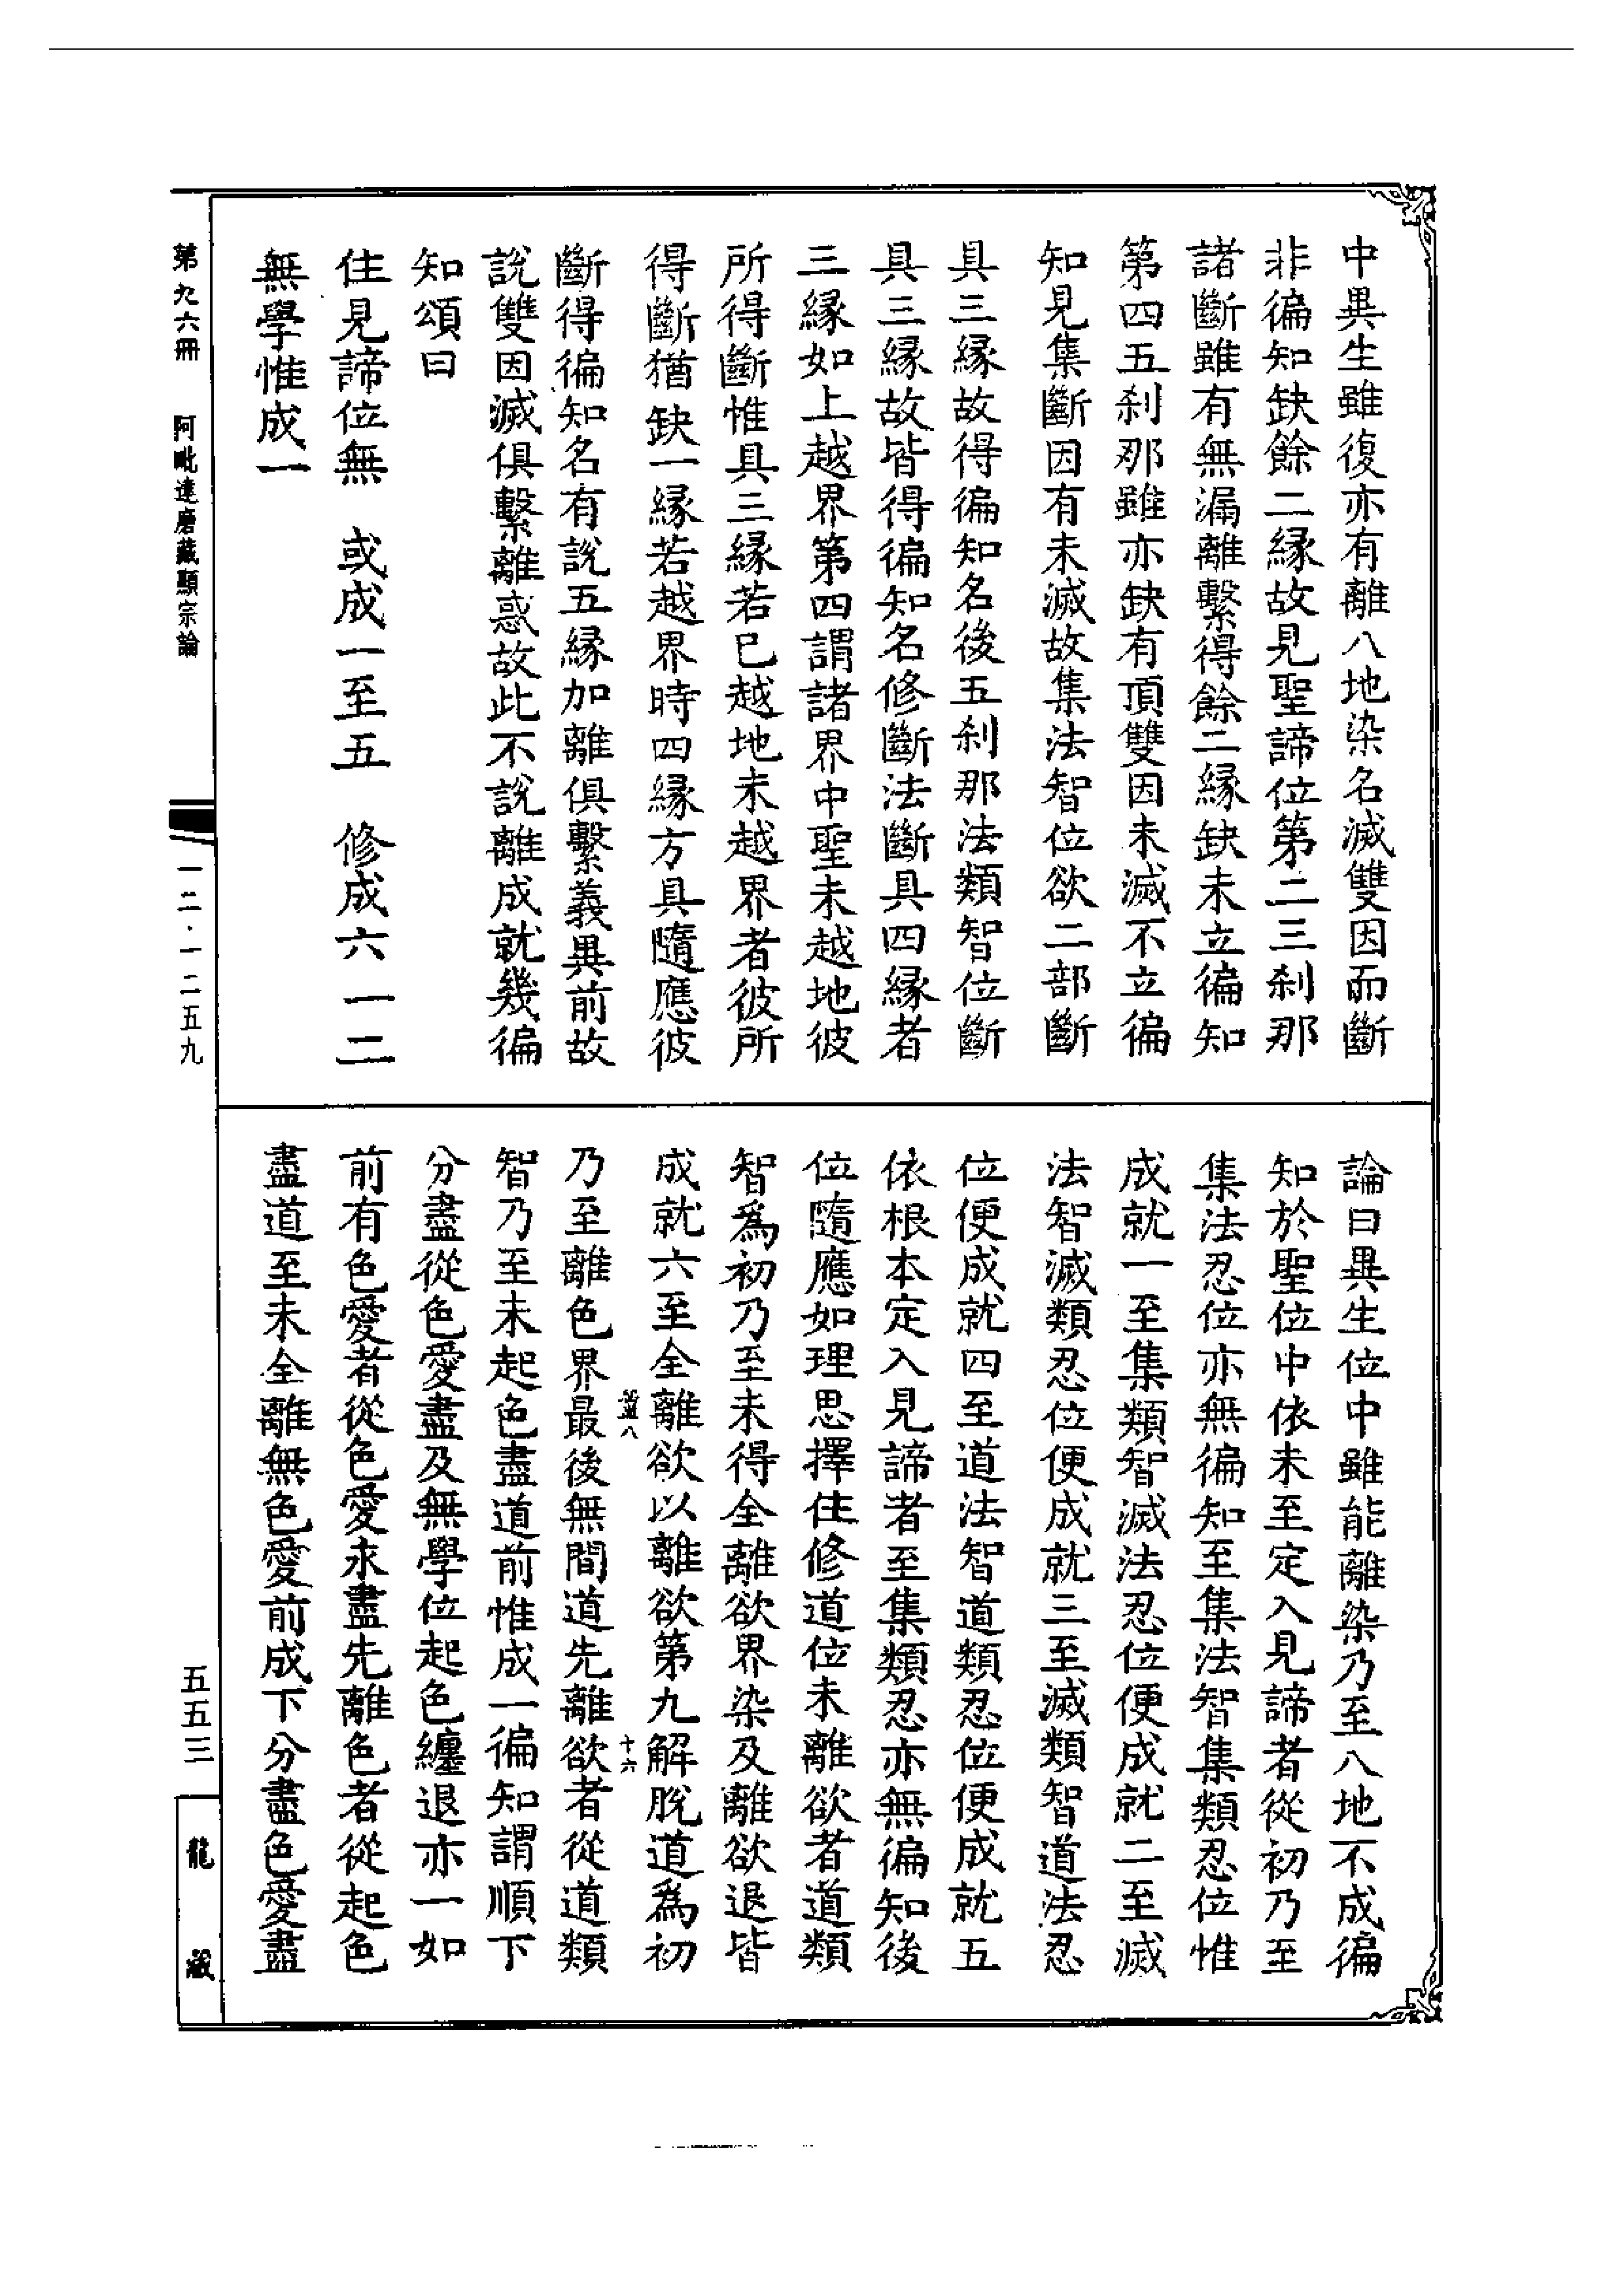 中異生雖復亦有離八地染名滅雙因而斷
非徧知缺餘二緣故見聖諦位第二三剎那
諸斷雖有無漏離繫得餘二緣缺未立徧知
第四五剎那雖亦缺有頂雙因未滅不立徧
知見集斷因有未滅故集法智位欲二部斷
具三緣故得徧知名後五剎那法類智位斷
具三緣故皆得徧知名修斷法斷具四緣者
三緣如上越界第四謂諸界中聖未越地彼
所得斷惟具三緣若已越地未越界者彼所
得斷猶缺一緣若越界時四緣方具隨應彼
斷得徧知名有說五緣加離俱繫義異前故
說雙因滅俱繫離惑故此不說離成就幾徧
知頌曰
住見諦位無　或成一至五　修成六一二
無學惟成一
論曰異生位中雖能離染乃至八地不成徧
知於聖位中依未至定入見諦者從初乃至
集法忍位亦無徧知至集法智集類忍位惟
成就一至集類智滅法忍位便成就二至滅
法智滅類忍位便成就三至滅類智道法忍
位便成就四至道法智道類忍位便成就五
依根本定入見諦者至集類忍亦無徧知後
位隨應如理思擇住修道位未離欲者道類
智為初乃至未得全離欲界染及離欲退皆
成就六至全離欲以離欲第九解脫道為初
乃至離色界最後無間道先離欲者從道類
智乃至未起色盡道前惟成一徧知謂順下
分盡從色愛盡及無學位起色纏退亦一如
前有色愛者從色愛永盡先離色者從起色
盡道至未全離無色愛前成下分盡色愛盡
八
十六
第九六冊　阿毗達磨藏顯宗論
一二·一二五九
五五三
龍藏